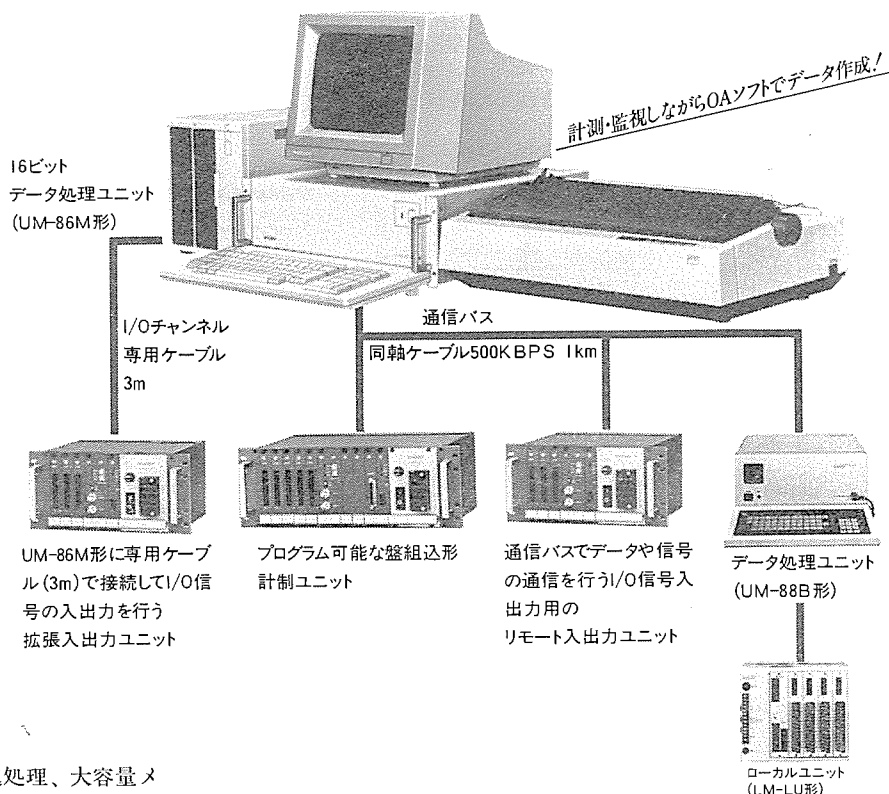 計測・監視しながらOAソフトでデータ作成!
16ビット
データ処理ユニット
(UM-86M形)
I/Oチャンネル
専用ケーブル
3m
通信バス
同軸ケーブル500KBPS 1km
UM-86M形に専用ケーブ
ル(3m)で接続してI/O信
号の入出力を行う
拡張入出力ユニット
プログラム可能な盤組込形
計制ユニット
通信バスでデータや信号
の通信を行うI/O信号入
出力用の
リモート入出力ユニット
データ処理ユニット
(UM-88B形)
ローカルユニット
(LM-LU形)
処理、大容量メ